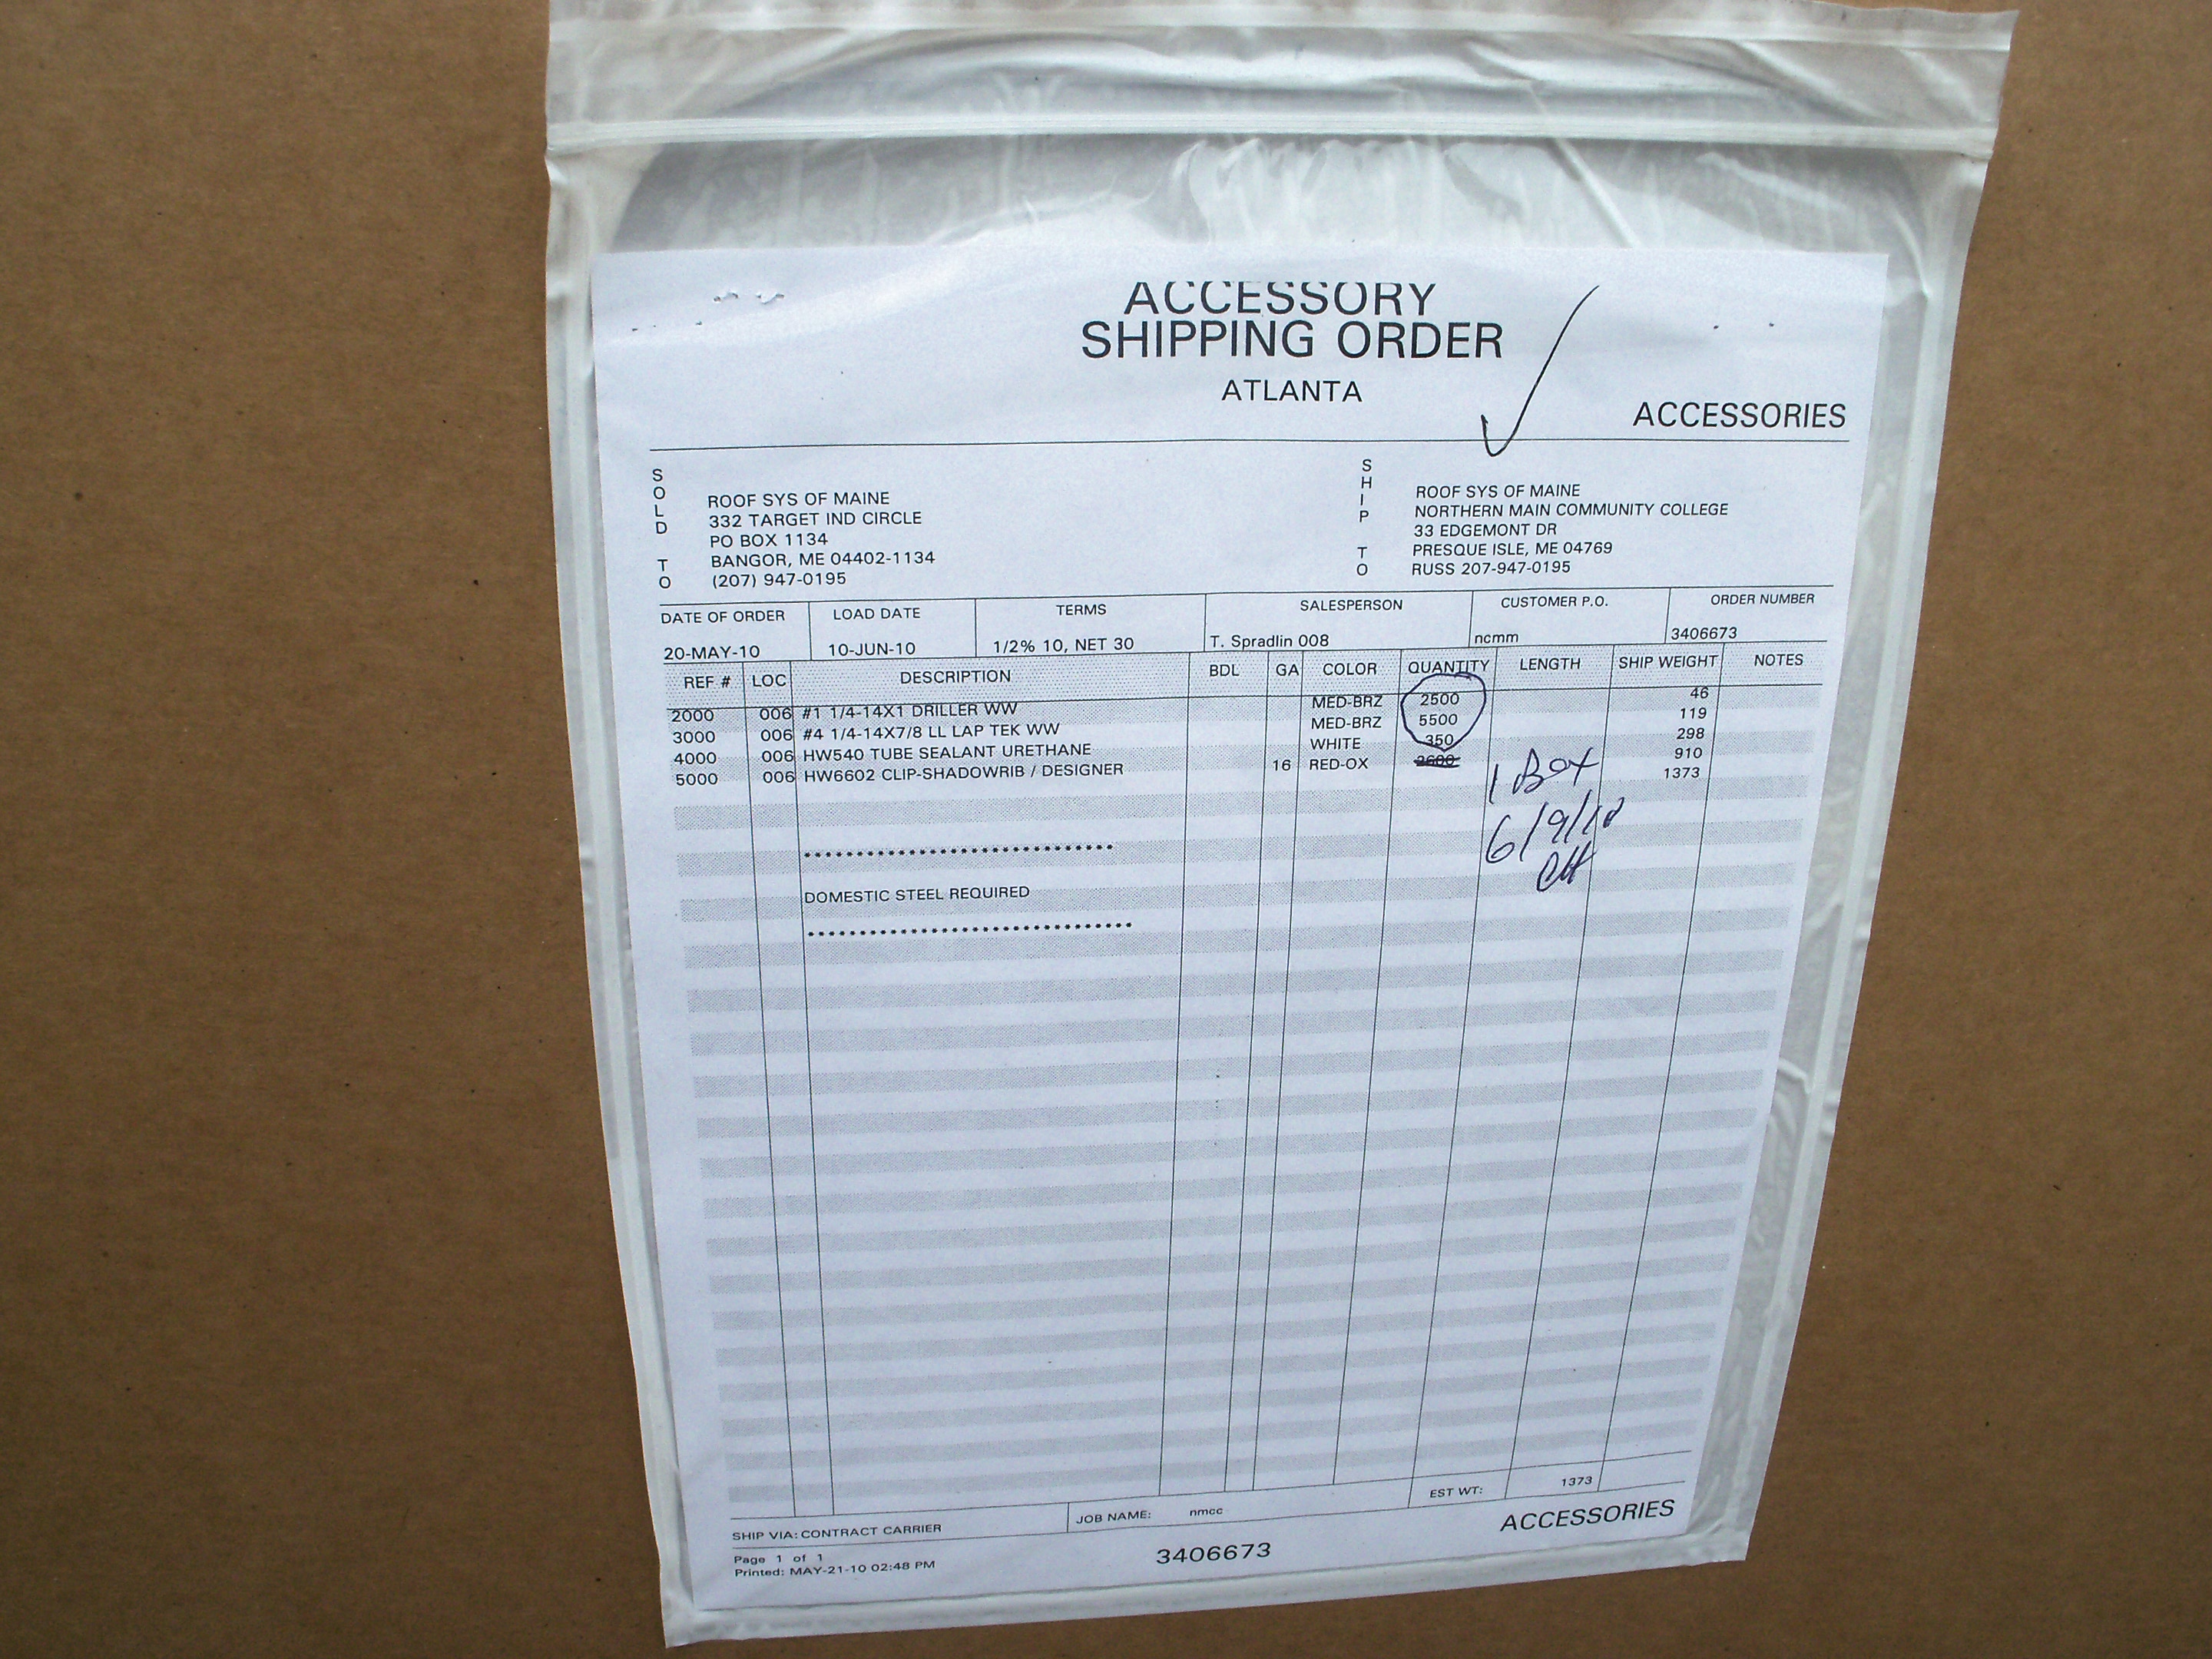 ACCESSORY
SHIPPING ORDER
ATLANTA
ACCESSORIES
SOLD TO
ROOF SYS OF MAINE
332 TARGET IND CIRCLE
PO BOX 1134
BANGOR, ME 04402-1134
(207) 947-0195
SHIP TO
ROOF SYS OF MAINE
NORTHERN MAIN COMMUNITY COLLEGE
33 EDGEMONT DR
PRESQUE ISLE, ME 04769
RUSS 207-947-0195
DATE OF ORDER LOAD DATE TERMS SALESPERSON CUSTOMER P.O. ORDER NUMBER
20-MAY-10 10-JUN-10 1/2% 10, NET 30 T. Spradlin 008 ncmm 3406673
REF # LOC DESCRIPTION BDL GA COLOR QUANTITY LENGTH SHIP WEIGHT NOTES
2000 006 #1 1/4-14X1 DRILLER WW MED-BRZ 2500 46
3000 006 #4 1/4-14X7/8 LL LAP TEK WW MED-BRZ 5500 119
4000 006 HW540 TUBE SEALANT URETHANE WHITE 350 298
5000 006 HW6602 CLIP-SHADOWRIB / DESIGNER 16 RED-OX 2600 910
1373
1 Box
6/9/10
DOMESTIC STEEL REQUIRED
EST WT: 1373
SHIP VIA: CONTRACT CARRIER JOB NAME: nmcc
ACCESSORIES
Page 1 of 1
Printed: MAY-21-10 02:48 PM
3406673